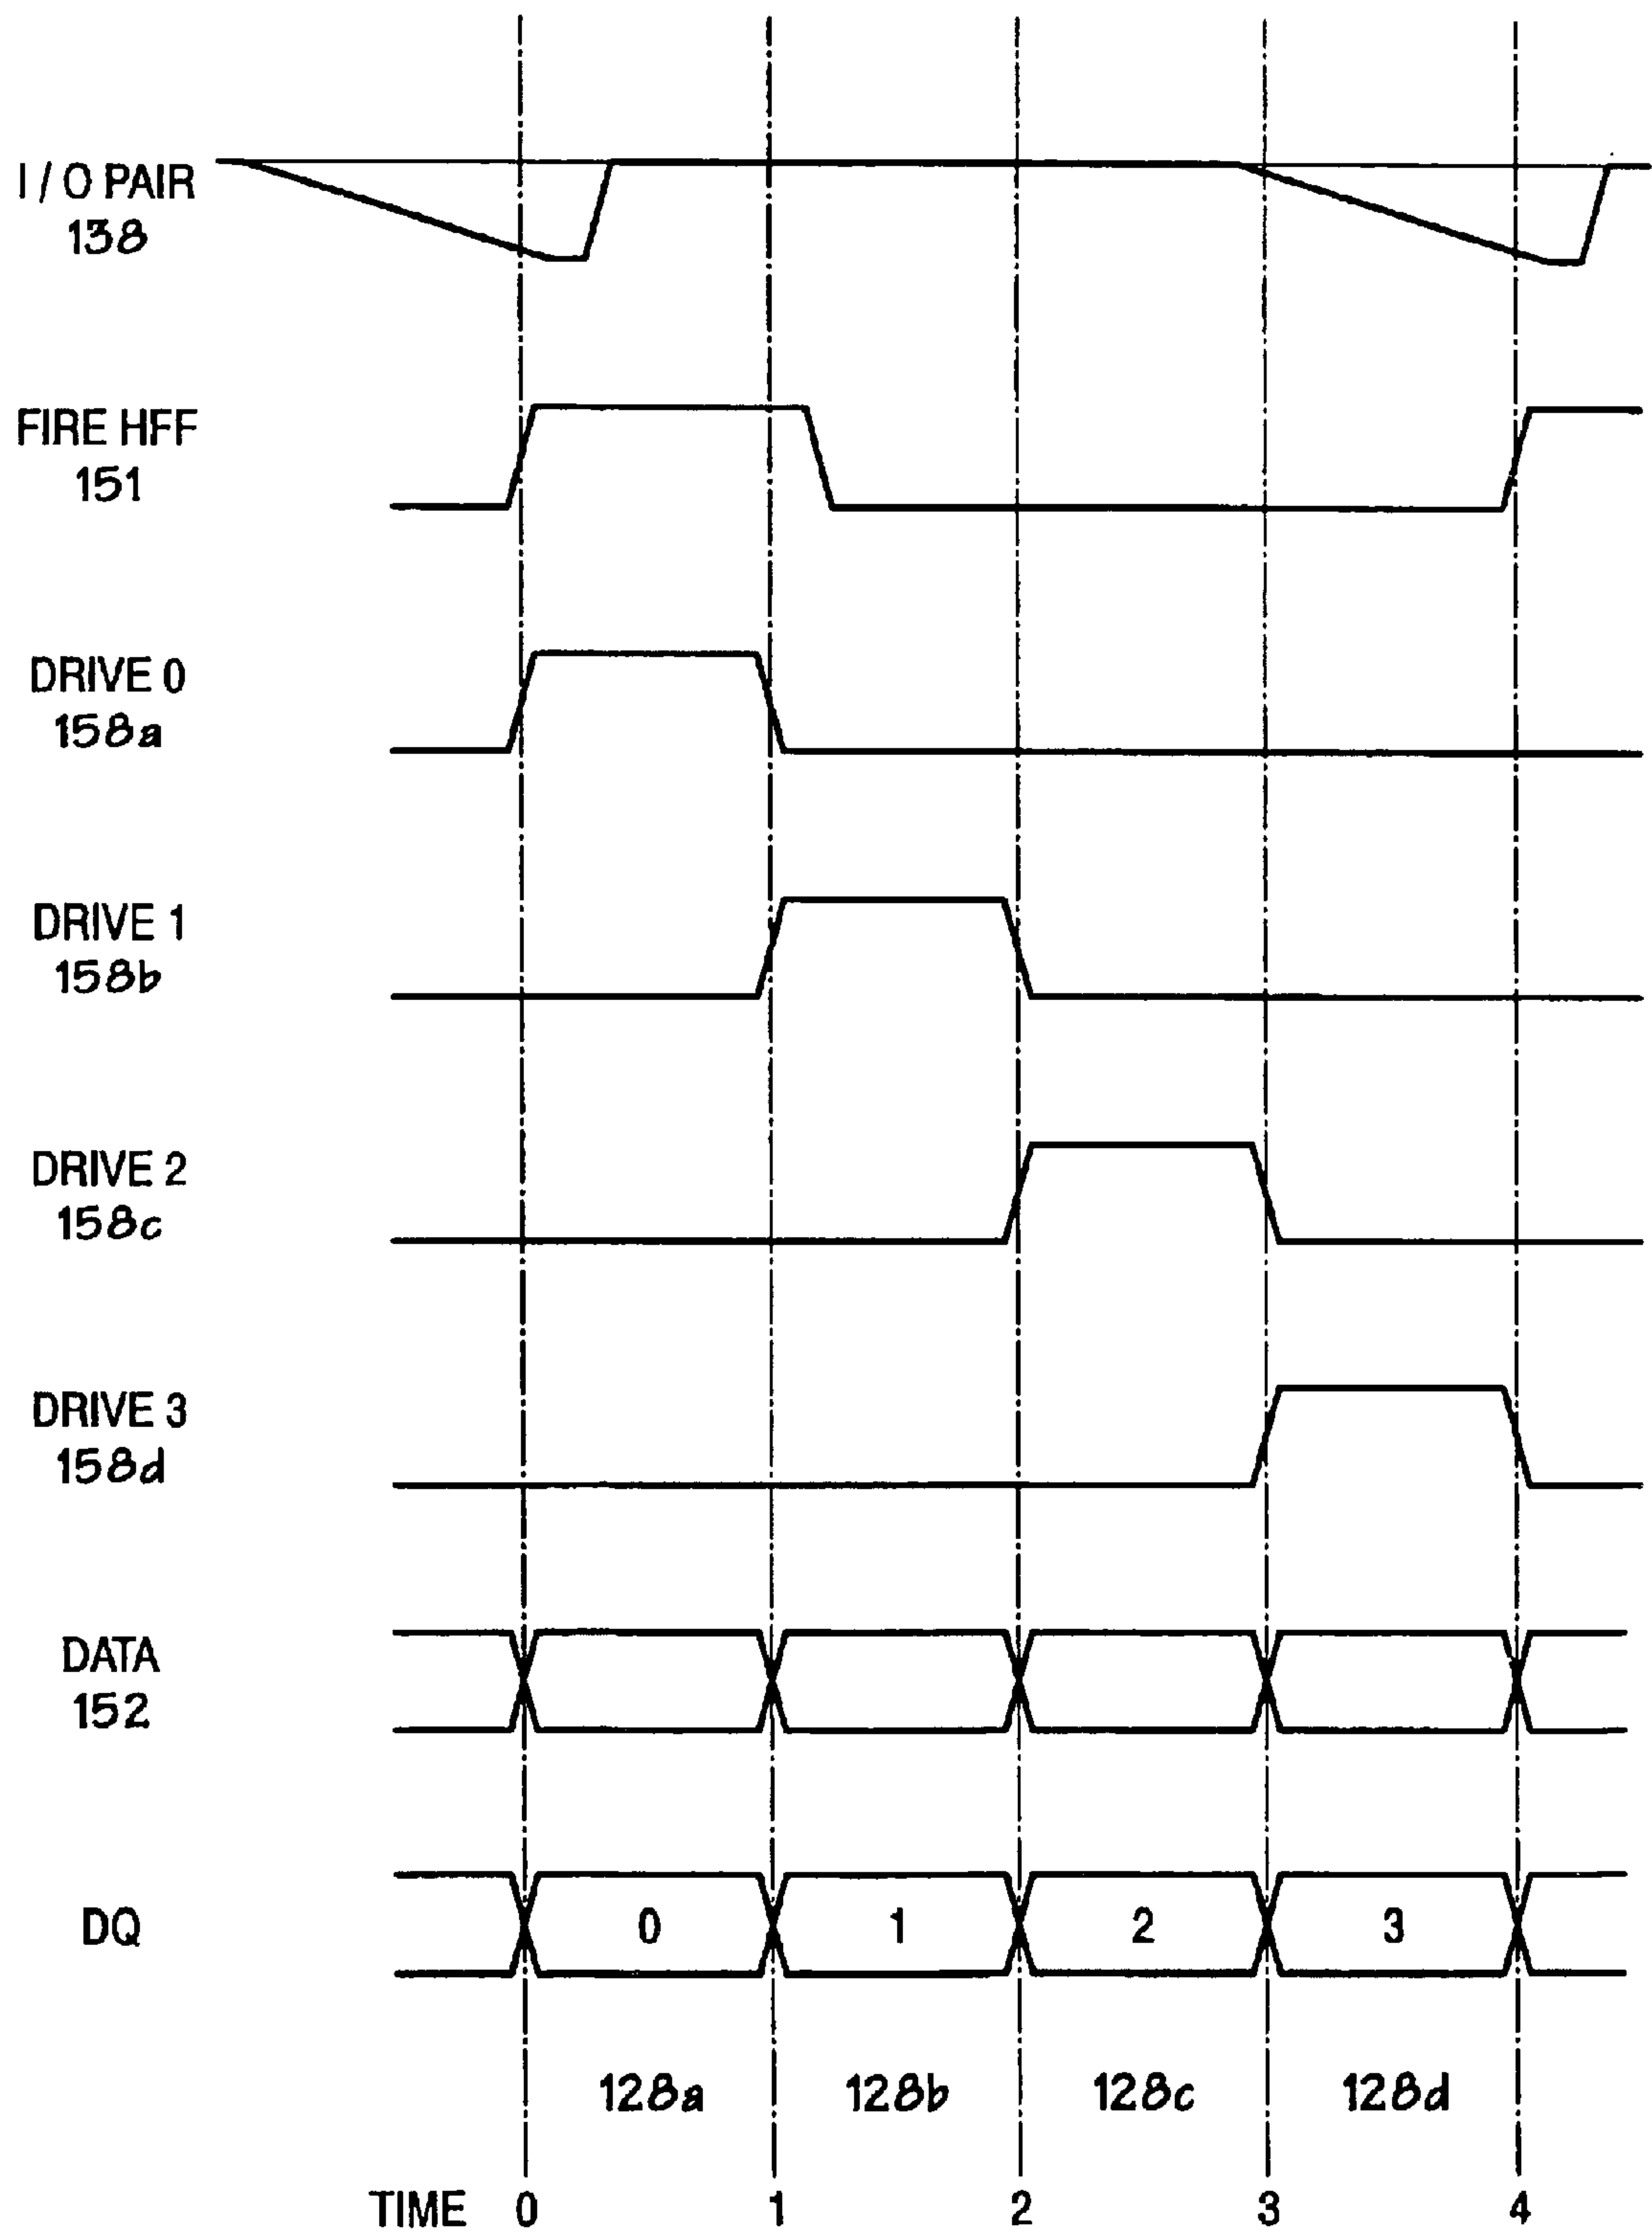 I / O PAIR
138
FIRE HFF
151
DRIVE 0
158a
DRIVE 1
158b
DRIVE 2
158c
DRIVE 3
158d
DATA
152
DQ 0 1 2 3
128a 128b 128c 128d
TIME 0 1 2 3 4